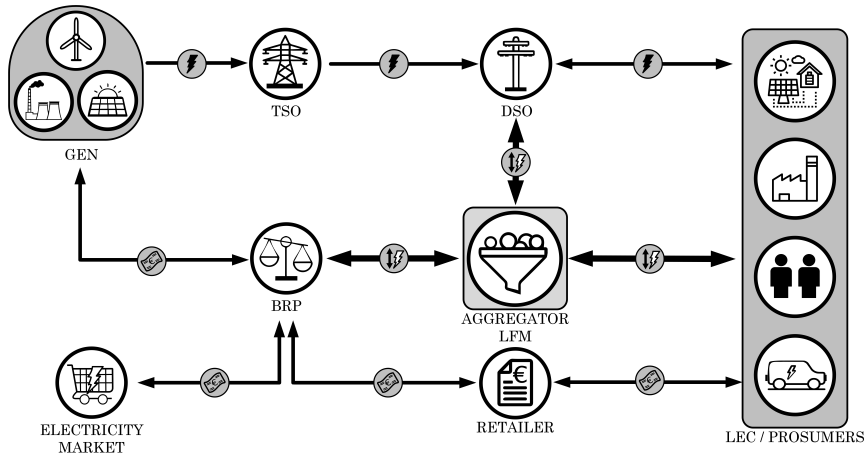 GEN
TSO
DSO
BRP
AGGREGATOR
LFM
ELECTRICITY
MARKET
€
RETAILER
€
LEC / PROSUMERS